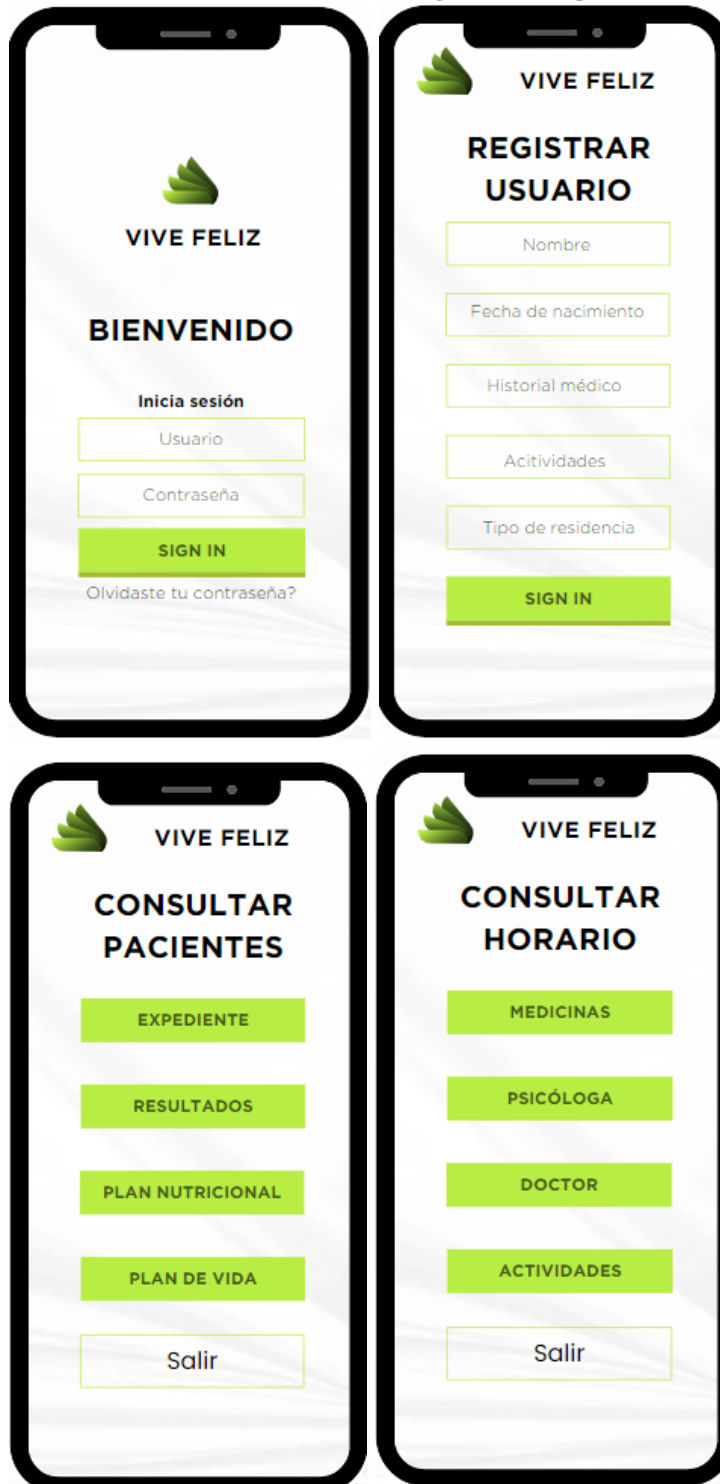 VIVE FELIZ
BIENVENIDO
Inicia sesión
Usuario
Contraseña
SIGN IN
Olvidaste tu contraseña?
VIVE FELIZ
REGISTRAR
USUARIO
Nombre
Fecha de nacimiento
Historial médico
Acitividades
Tipo de residencia
SIGN IN
VIVE FELIZ
CONSULTAR
PACIENTES
EXPEDIENTE
RESULTADOS
PLAN NUTRICIONAL
PLAN DE VIDA
Salir
VIVE FELIZ
CONSULTAR
HORARIO
MEDICINAS
PSICÓLOGA
DOCTOR
ACTIVIDADES
Salir